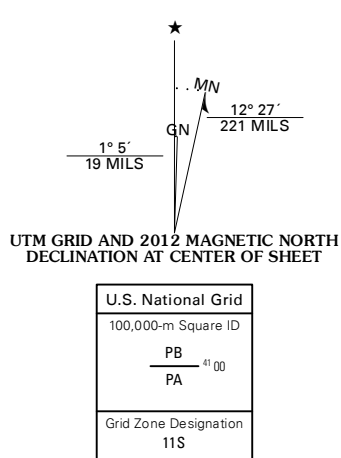 ★
MN
GN
12° 27´
221 MILS
1° 5´
19 MILS
UTM GRID AND 2012 MAGNETIC NORTH
DECLINATION AT CENTER OF SHEET
U.S. National Grid
100,000-m Square ID
PB
41 00
PA
Grid Zone Designation
11S